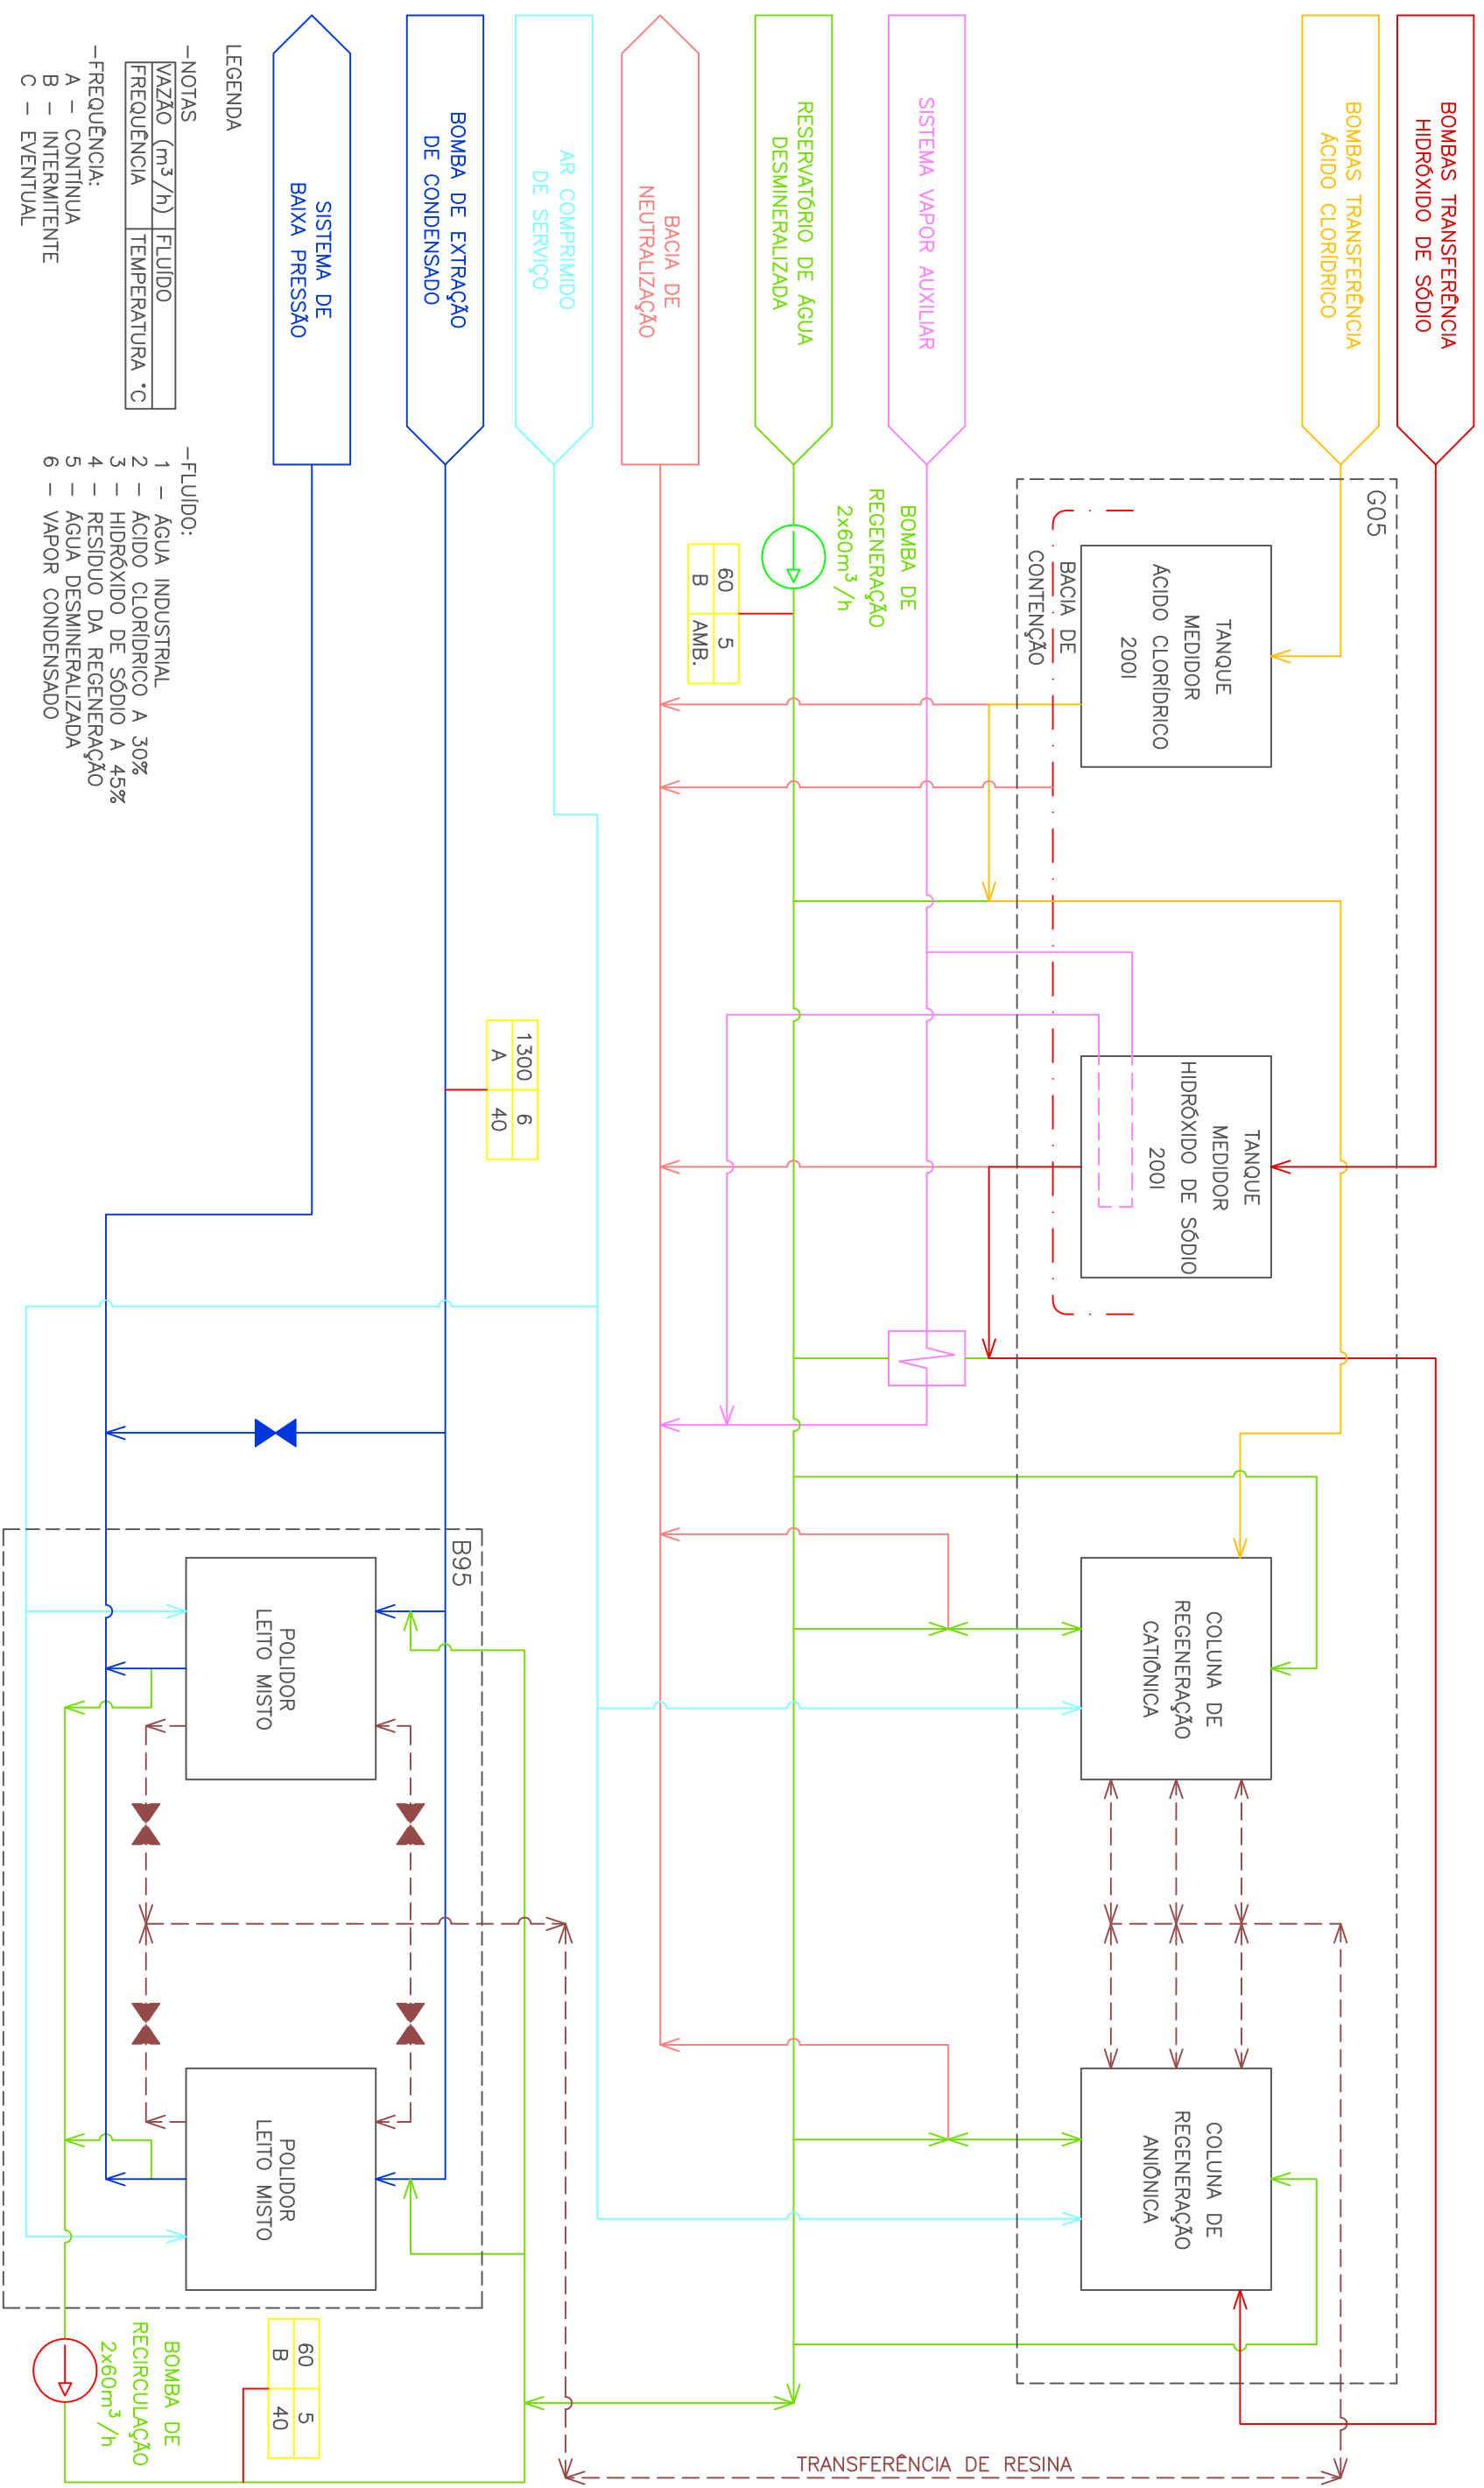 BOMBAS TRANSFERÊNCIA
HIDRÓXIDO DE SÓDIO
BOMBAS TRANSFERÊNCIA
ÁCIDO CLORÍDRICO
SISTEMA VAPOR AUXILIAR
RESERVATÓRIO DE ÁGUA
DESMINERALIZADA
BACIA DE
NEUTRALIZAÇÃO
AR COMPRIMIDO
DE SERVIÇO
BOMBA DE EXTRAÇÃO
DE CONDENSADO
SISTEMA DE
BAIXA PRESSÃO
G05
TANQUE
MEDIDOR
ÁCIDO CLORÍDRICO
200l
BACIA DE
CONTENÇÃO
TANQUE
MEDIDOR
HIDRÓXIDO DE SÓDIO
200l
COLUNA DE
REGENERAÇÃO
CATIÔNICA
COLUNA DE
REGENERAÇÃO
ANIÔNICA
BOMBA DE
REGENERAÇÃO
2x60m³/h
60 5
B AMB.
1300 6
A 40
B95
POLIDOR
LEITO MISTO
POLIDOR
LEITO MISTO
60 5
B 40
BOMBA DE
RECIRCULAÇÃO
2x60m³/h
TRANSFERÊNCIA DE RESINA
LEGENDA
-NOTAS
VAZÃO (m³/h) FLUÍDO
FREQUÊNCIA TEMPERATURA °C
-FREQUÊNCIA:
A - CONTÍNUA
B - INTERMITENTE
C - EVENTUAL
-FLUÍDO:
1 - ÁGUA INDUSTRIAL
2 - ÁCIDO CLORÍDRICO A 30%
3 - HIDRÓXIDO DE SÓDIO A 45%
4 - RESÍDUO DA REGENERAÇÃO
5 - ÁGUA DESMINERALIZADA
6 - VAPOR CONDENSADO